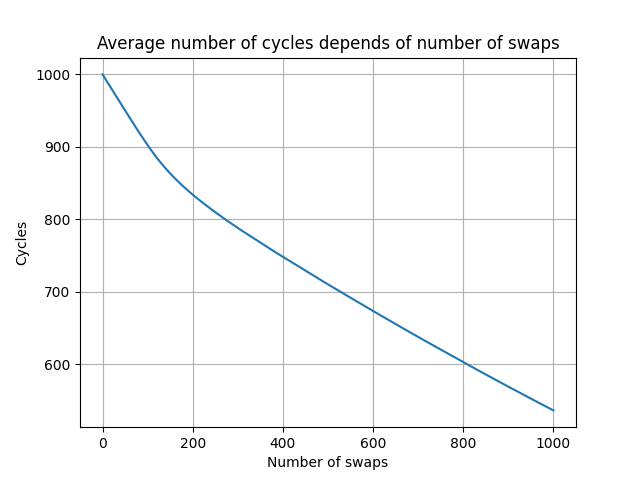 Average number of cycles depends of number of swaps
1000
900
800
700
600
Cycles
0 200 400 600 800 1000
Number of swaps